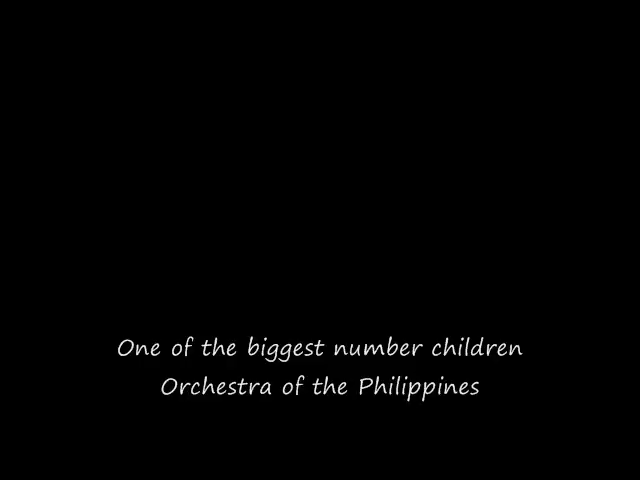 One of the biggest number children
Orchestra of the Philippines